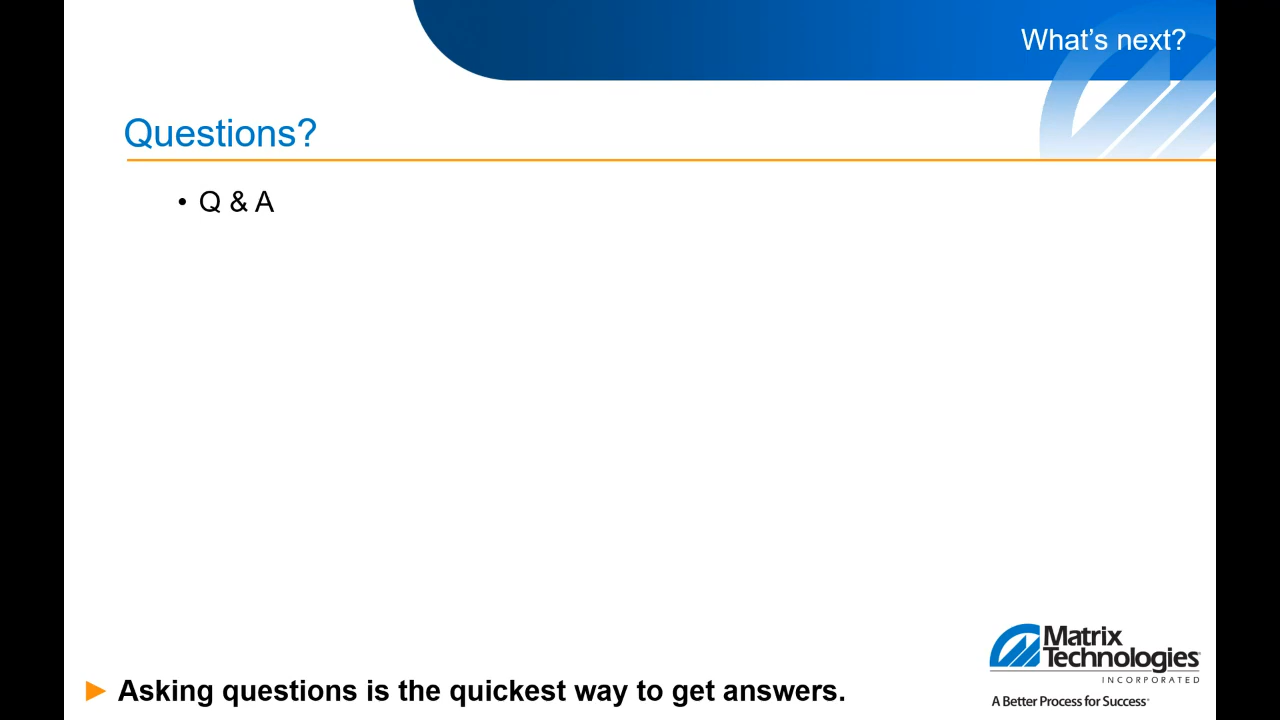 What’s next?
Questions?
• Q & A
Matrix
Technologies
INCORPORATED
A Better Process for Success
► Asking questions is the quickest way to get answers.